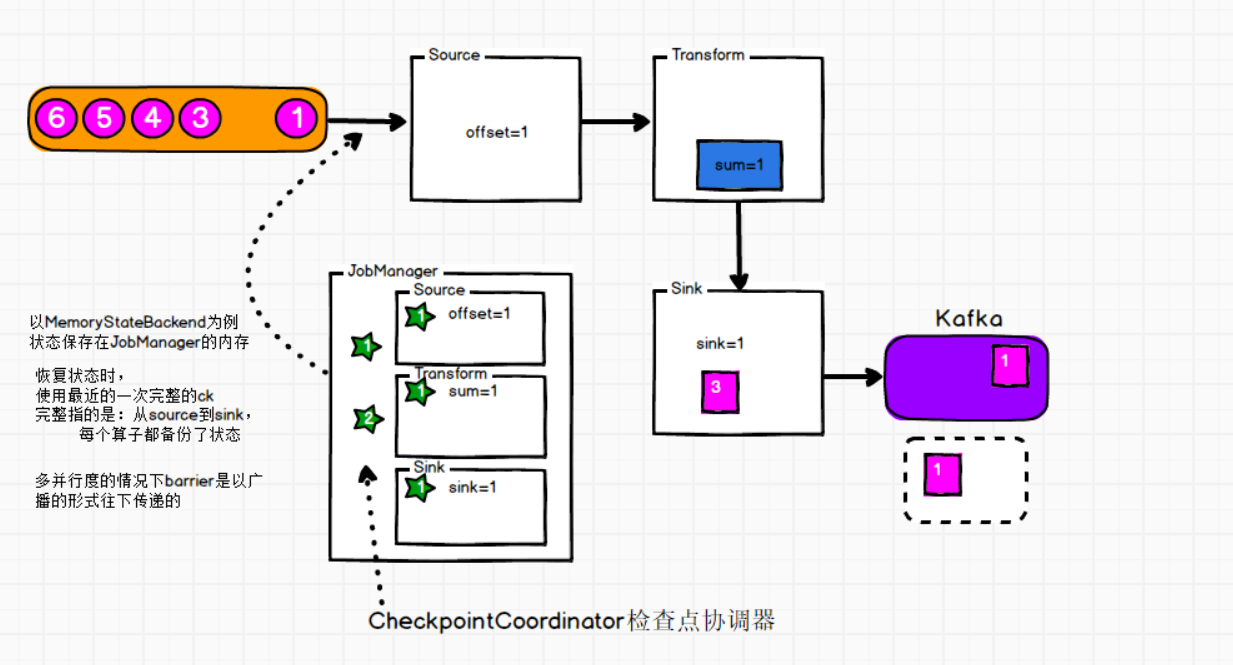 Source
Transform
6 5 4 3 1
offset=1
sum=1
JobManager
Source
1 offset=1
1
Transform
1 sum=1
2
Sink
1 sink=1
Sink
sink=1
3
Kafka
1
1
以MemoryStateBackend为例
状态保存在JobManager的内存
恢复状态时，
使用最近的一次完整的ck
完整指的是：从source到sink，
每个算子都备份了状态
多并行度的情况下barrier是以广
播的形式往下传递的
CheckpointCoordinator检查点协调器